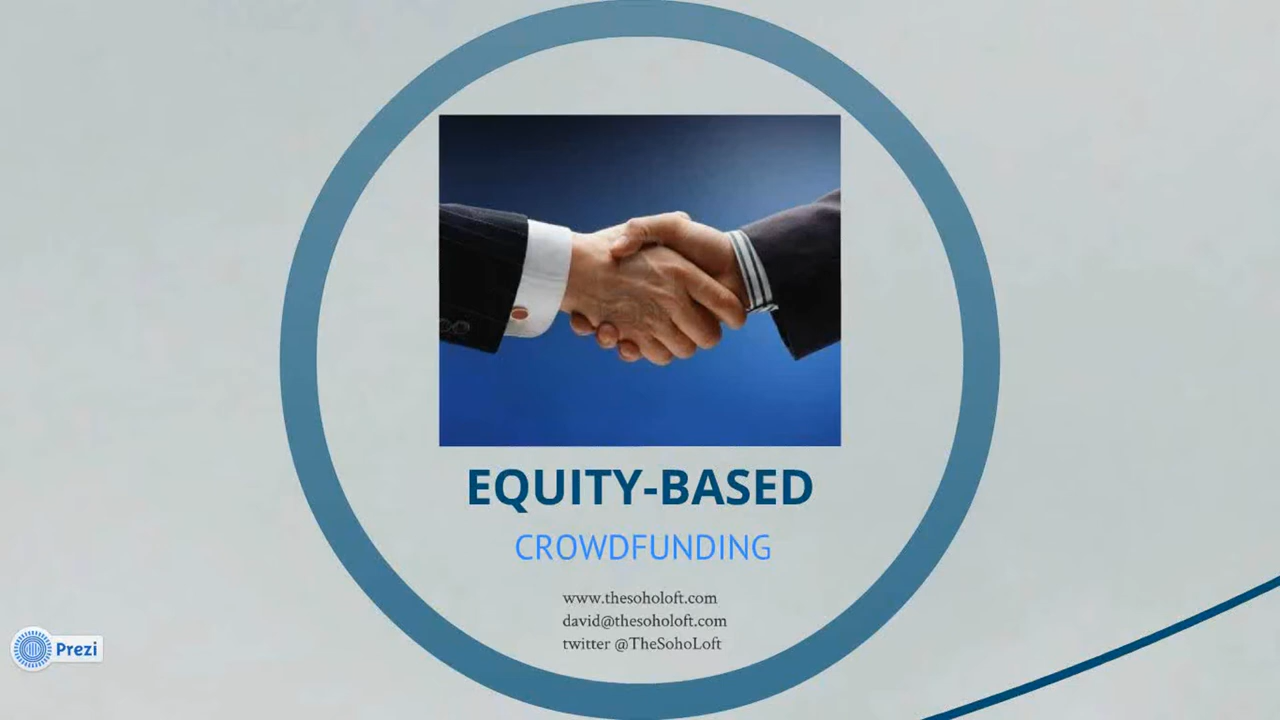 EQUITY-BASED
CROWDFUNDING
www.thesoholoft.com
david@thesoholoft.com
twitter @TheSohoLoft
Prezi